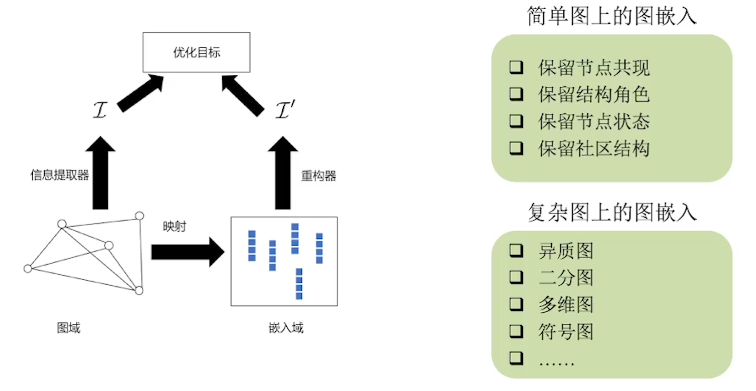 优化目标
I
I′
信息提取器
重构器
映射
图域
嵌入域
简单图上的图嵌入
❑ 保留节点共现
❑ 保留结构角色
❑ 保留节点状态
❑ 保留社区结构
复杂图上的图嵌入
❑ 异质图
❑ 二分图
❑ 多维图
❑ 符号图
❑ ……